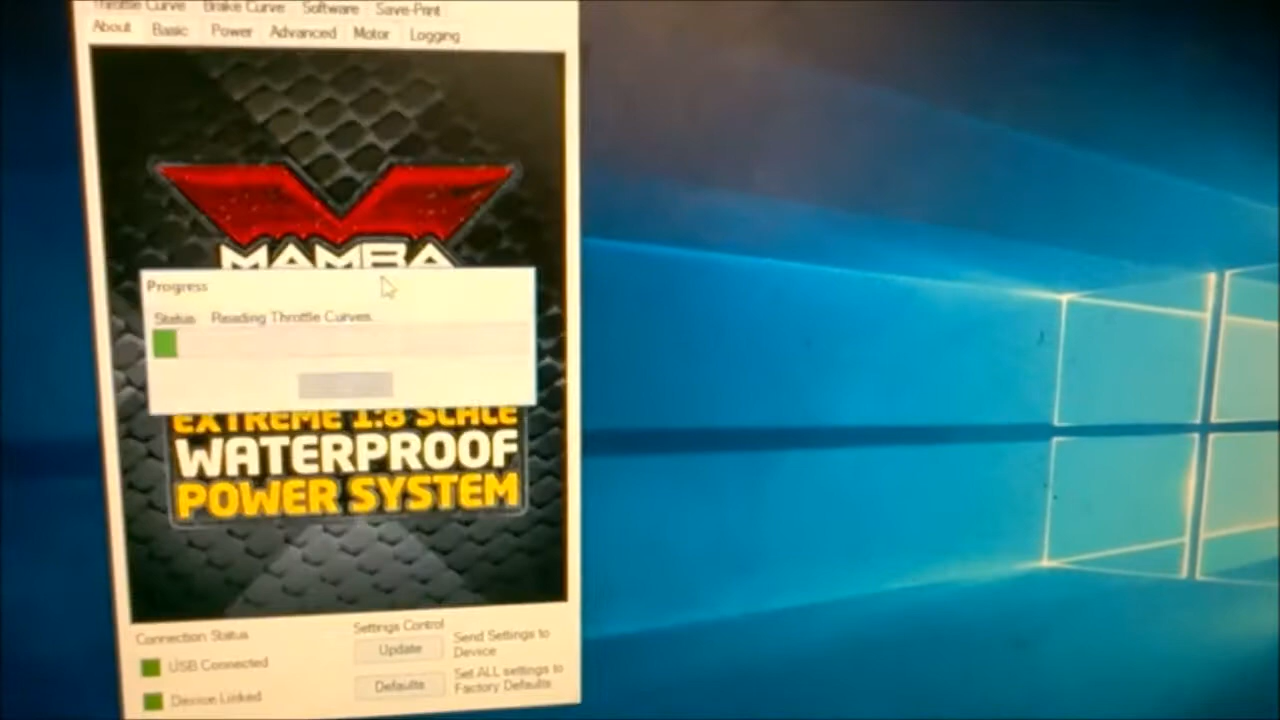 Throttle Curve Brake Curve Software Save-Print
About Basic Power Advanced Motor Logging
MAMBA
Progress
Status Reading Throttle Curves.
EXTREME 1:8 SCALE
WATERPROOF
POWER SYSTEM
Connection Status
USB Connected
Device Linked
Settings Control
Update
Send Settings to
Device
Defaults
Set ALL settings to
Factory Defaults